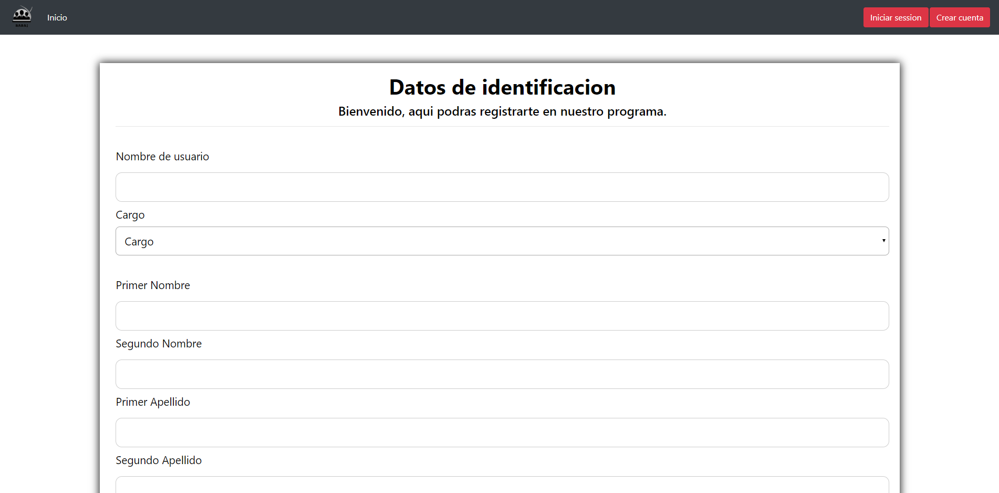 Inicio
Iniciar session
Crear cuenta
Datos de identificacion
Bienvenido, aqui podras registrarte en nuestro programa.
Nombre de usuario
Cargo
Cargo
Primer Nombre
Segundo Nombre
Primer Apellido
Segundo Apellido